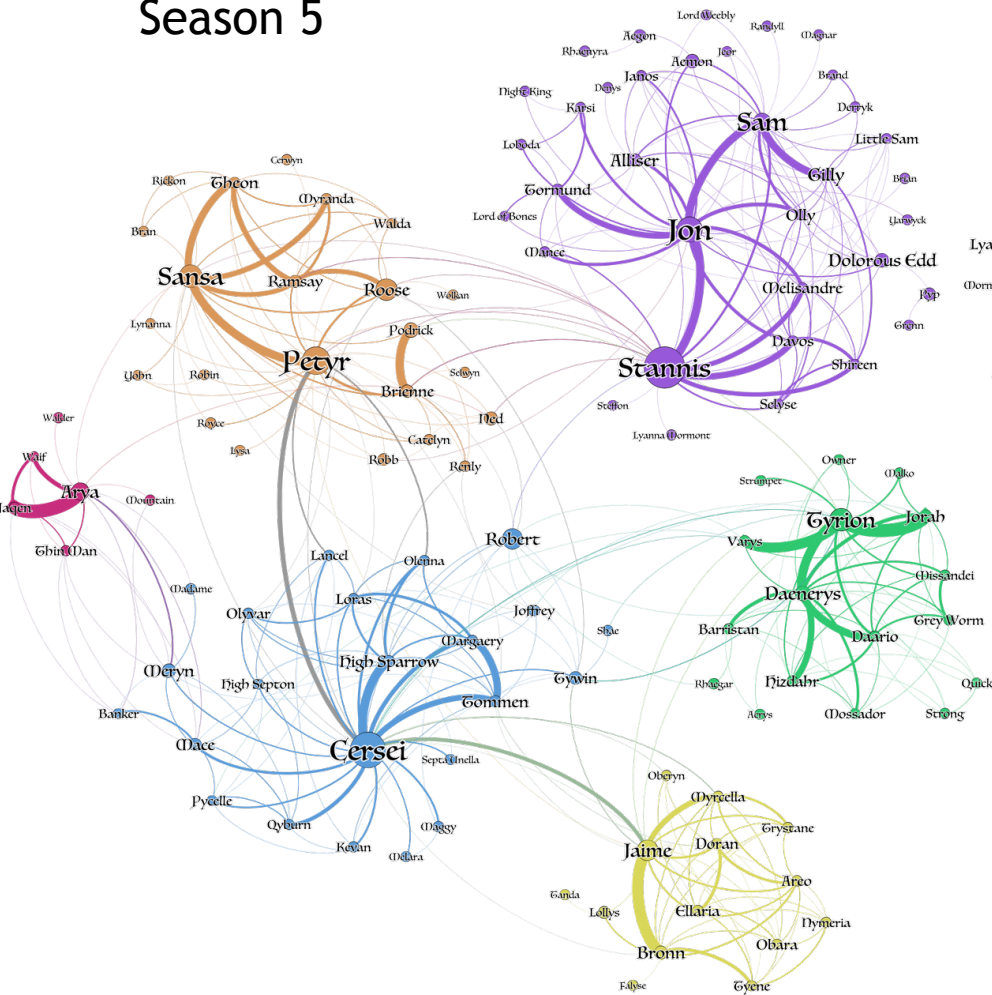 Season 5
Lord Weebly
Randyll
Aegon
Magnar
Rhaenyra
Jeor
Aemon
Janos
Brand
Denys
Night King
Karsi
Derryk
Sam
Little Sam
Loboda
Alliser
Gilly
Cerwyn
Rickon
Theon
Brian
Tormund
Myranda
Olly
Lord of Bones
Yarwyck
Walda
Bran
Jon
Lya
Mance
Dolorous Edd
Sansa
Ramsay
Roose
Melisandre
Morm
Wolkan
Pyp
Lynanna
Grenn
Podrick
Davos
Petyr
Stannis
Shireen
Yohn
Robin
Selwyn
Brienne
Selyse
Steffon
Walder
Royce
Ned
Catelyn
Lyanna Mormont
Lysa
Waif
Robb
Renly
Owner
Malko
Strumpet
Arya
Mountain
Jaqen
Tyrion
Jorah
Robert
Varys
Thin Man
Lancel
Olenna
Missandei
Madame
Daenerys
Loras
Olyvar
Joffrey
Grey Worm
Shae
Barristan
Daario
Margaery
High Sparrow
Meryn
Tywin
High Septon
Rhaegar
Hizdahr
Quick
Tommen
Banker
Aerys
Mossador
Strong
Mace
Cersei
Septa Unella
Oberyn
Myrcella
Pycelle
Qyburn
Maggy
Trystane
Kevan
Jaime
Doran
Melara
Areo
Tanda
Lollys
Ellaria
Nymeria
Obara
Bronn
Falyse
Tyene